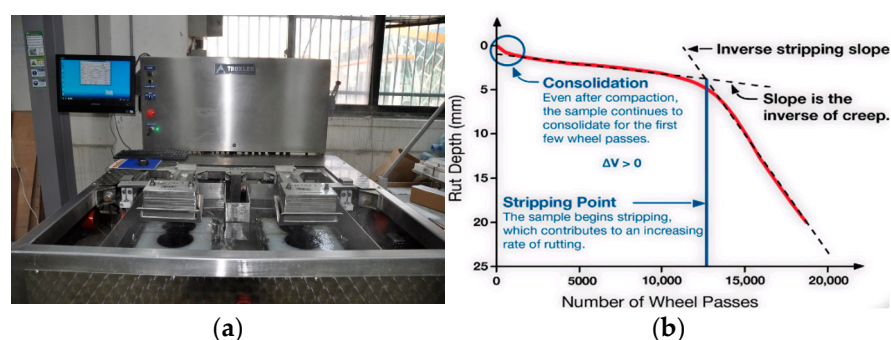 TROXLER
Inverse stripping slope
Consolidation
Even after compaction,
the sample continues to
consolidate for the first
few wheel passes.
ΔV > 0
Slope is the
inverse of creep.
Stripping Point
The sample begins stripping,
which contributes to an increasing
rate of rutting.
Rut Depth (mm)
0
5
10
15
20
25
0 5000 10,000 15,000 20,000
Number of Wheel Passes
(a) (b)